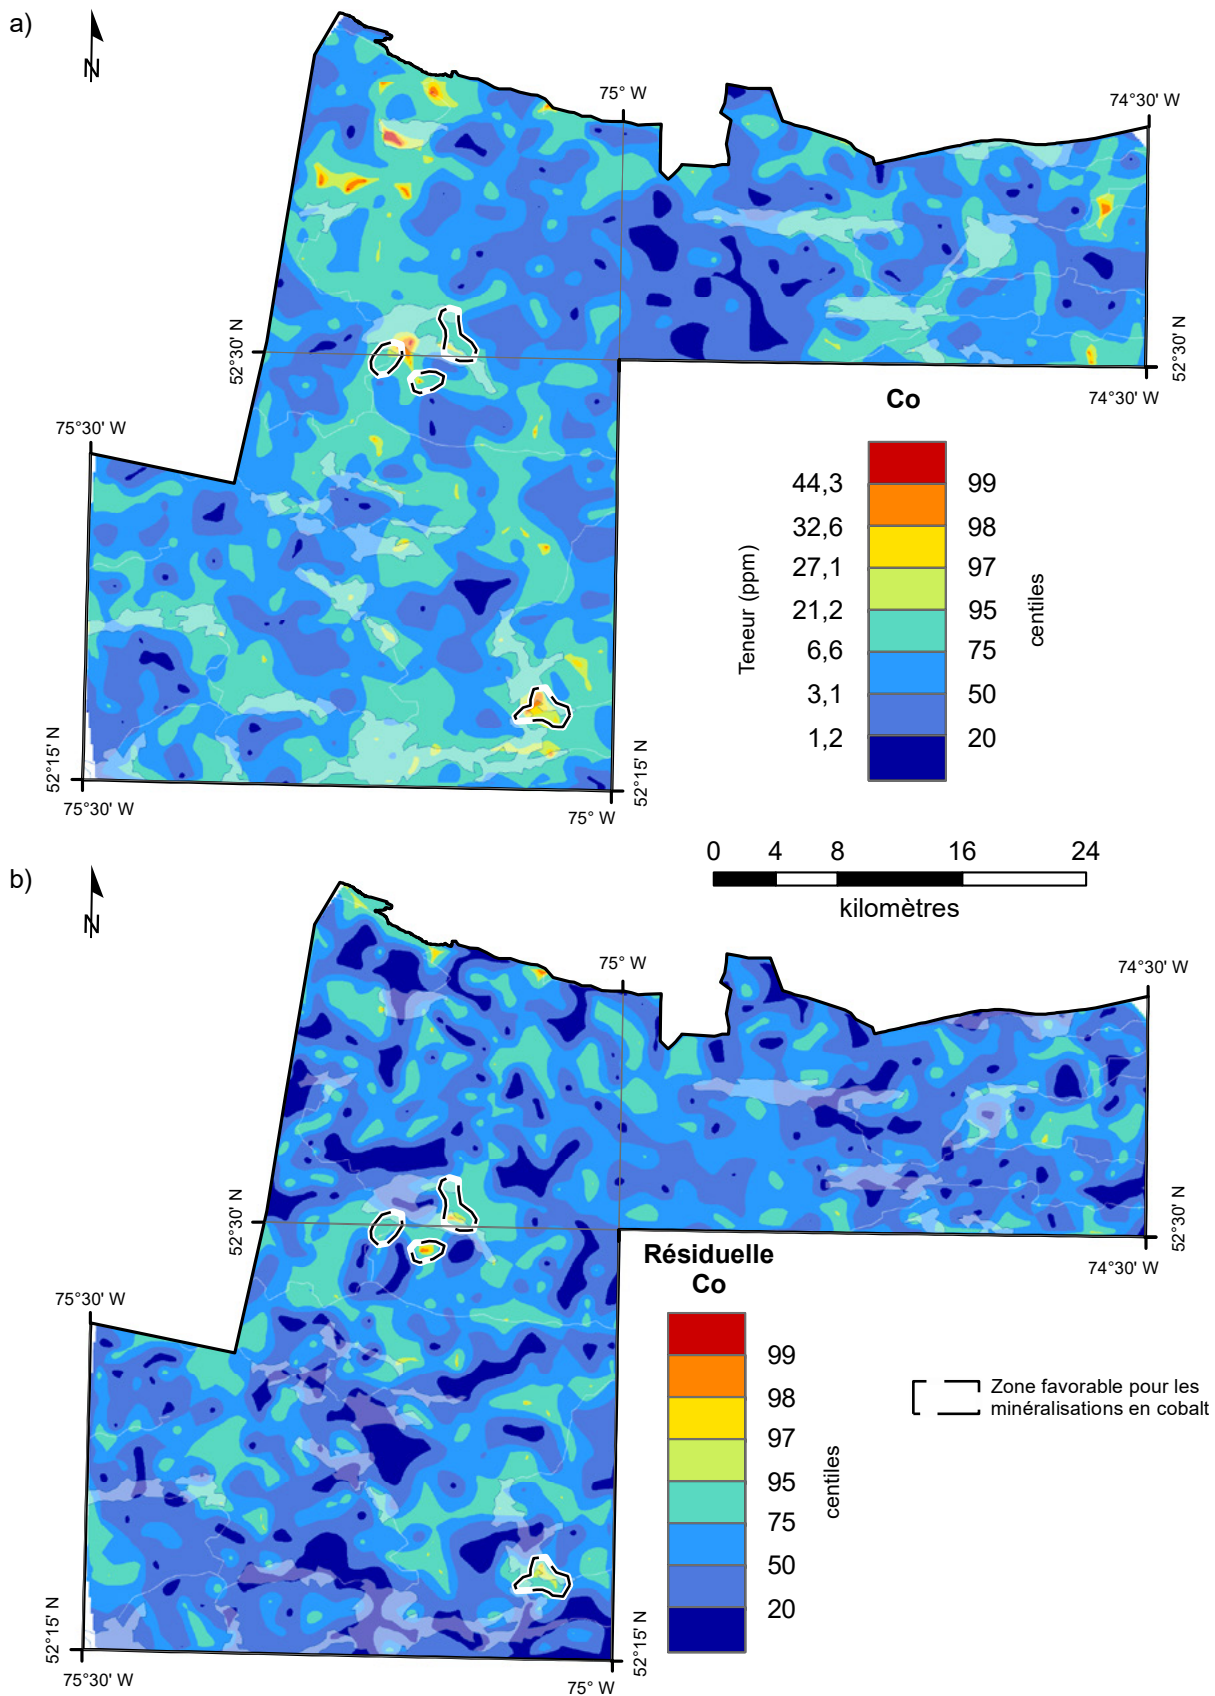 a)
N
75° W
74°30' W
52°30' N
52°30' N
74°30' W
75°30' W
Co
Teneur (ppm)
44,3
32,6
27,1
21,2
6,6
3,1
1,2
99
98
97
95
75
50
20
centiles
52°15' N
52°15' N
75°30' W
75° W
0 4 8 16 24
kilomètres
b)
N
75° W
74°30' W
52°30' N
52°30' N
74°30' W
75°30' W
Résiduelle
Co
99
98
97
95
75
50
20
centiles
Zone favorable pour les
minéralisations en cobalt
52°15' N
52°15' N
75°30' W
75° W